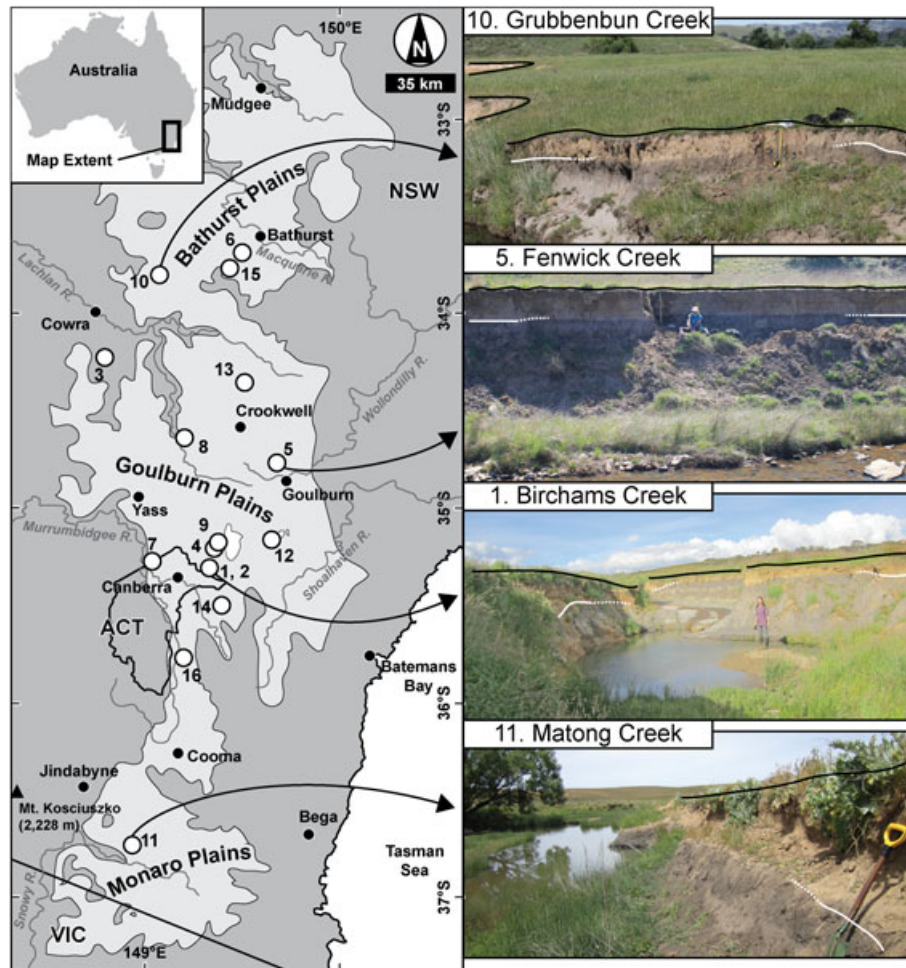 Australia
Map Extent
150°E
N
35 km
Mudgee
33°S
NSW
Bathurst Plains
Bathurst
6
Macquarie R.
15
10
Lachlan R.
34°S
Cowra
3
13
Wollondilly R.
Crookwell
8
5
Goulburn Plains
Goulburn
Yass
35°S
Murrumbidgee R.
9
4
12
7
1, 2
Shoalhaven R.
Canberra
14
ACT
Batemans
Bay
16
36°S
Cooma
Jindabyne
Mt. Kosciuszko
(2,228 m)
Bega
11
Tasman
Sea
Monaro Plains
Snowy R.
37°S
VIC
149°E
10. Grubbenbun Creek
5. Fenwick Creek
1. Birchams Creek
11. Matong Creek